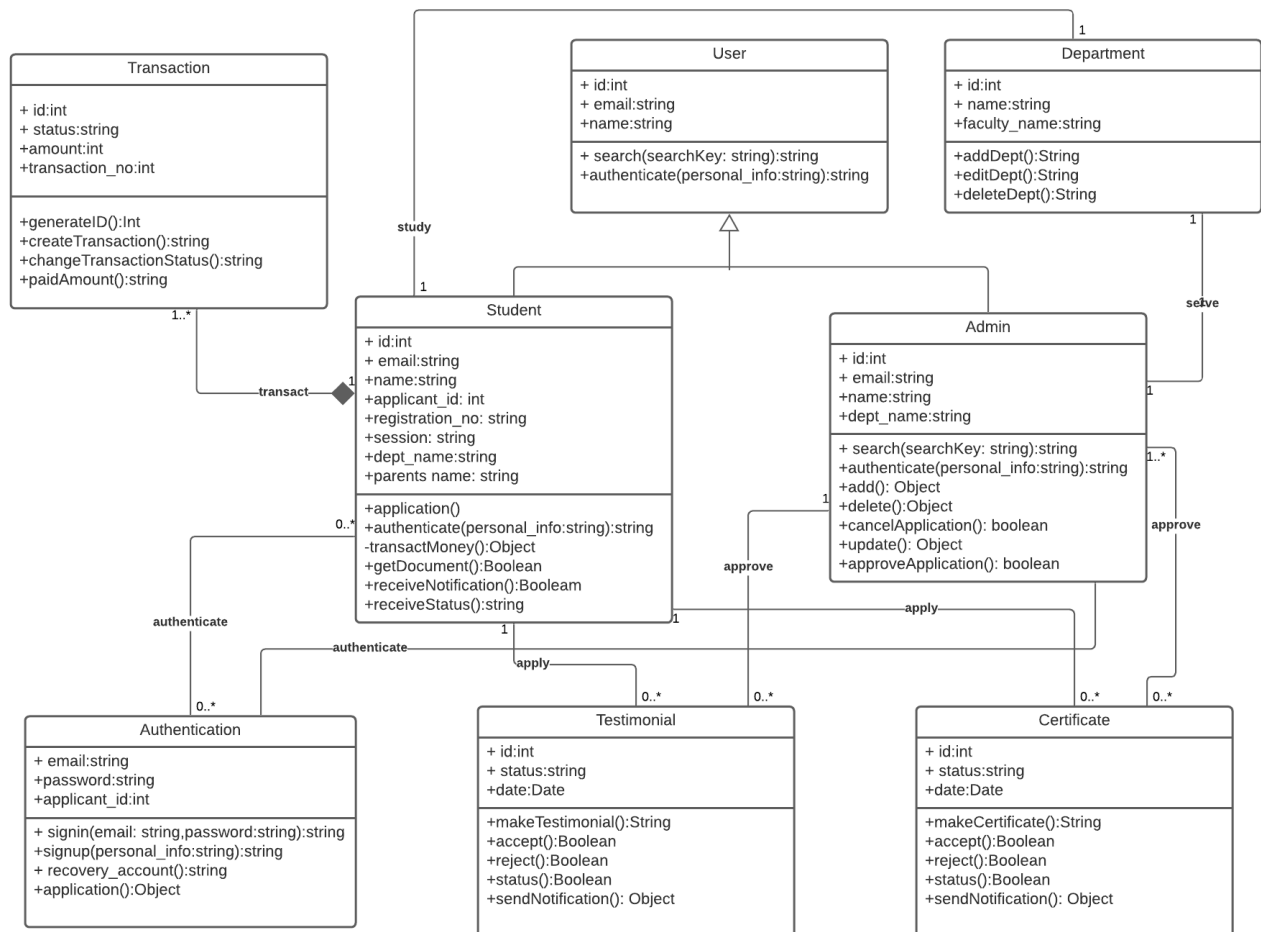 1
User
+ id:int
+ email:string
+name:string
+ search(searchKey: string):string
+authenticate(personal_info:string):string
Department
+ id:int
+ name:string
+faculty_name:string
+addDept():String
+editDept():String
+deleteDept():String
Transaction
+ id:int
+ status:string
+amount:int
+transaction_no:int
+generateID():Int
+createTransaction():string
+changeTransactionStatus():string
+paidAmount():string
study
1
1
1
serve
1
1..*
transact
1
Student
+ id:int
+ email:string
+name:string
+applicant_id: int
+registration_no: string
+session: string
+dept_name:string
+parents name: string
+application()
+authenticate(personal_info:string):string
-transactMoney():Object
+getDocument():Boolean
+receiveNotification():Booleam
+receiveStatus():string
Admin
+ id:int
+ email:string
+name:string
+dept_name:string
+ search(searchKey: string):string
+authenticate(personal_info:string):string
+add(): Object
+delete():Object
+cancelApplication(): boolean
+update(): Object
+approveApplication(): boolean
1
1..*
1
approve
approve
0..*
authenticate
authenticate
1
apply
1
apply
0..*
0..*
0..*
0..*
0..*
Authentication
+ email:string
+password:string
+applicant_id:int
+ signin(email: string,password:string):string
+signup(personal_info:string):string
+ recovery_account():string
+application():Object
Testimonial
+ id:int
+ status:string
+date:Date
+makeTestimonial():String
+accept():Boolean
+reject():Boolean
+status():Boolean
+sendNotification(): Object
Certificate
+ id:int
+ status:string
+date:Date
+makeCertificate():String
+accept():Boolean
+reject():Boolean
+status():Boolean
+sendNotification(): Object